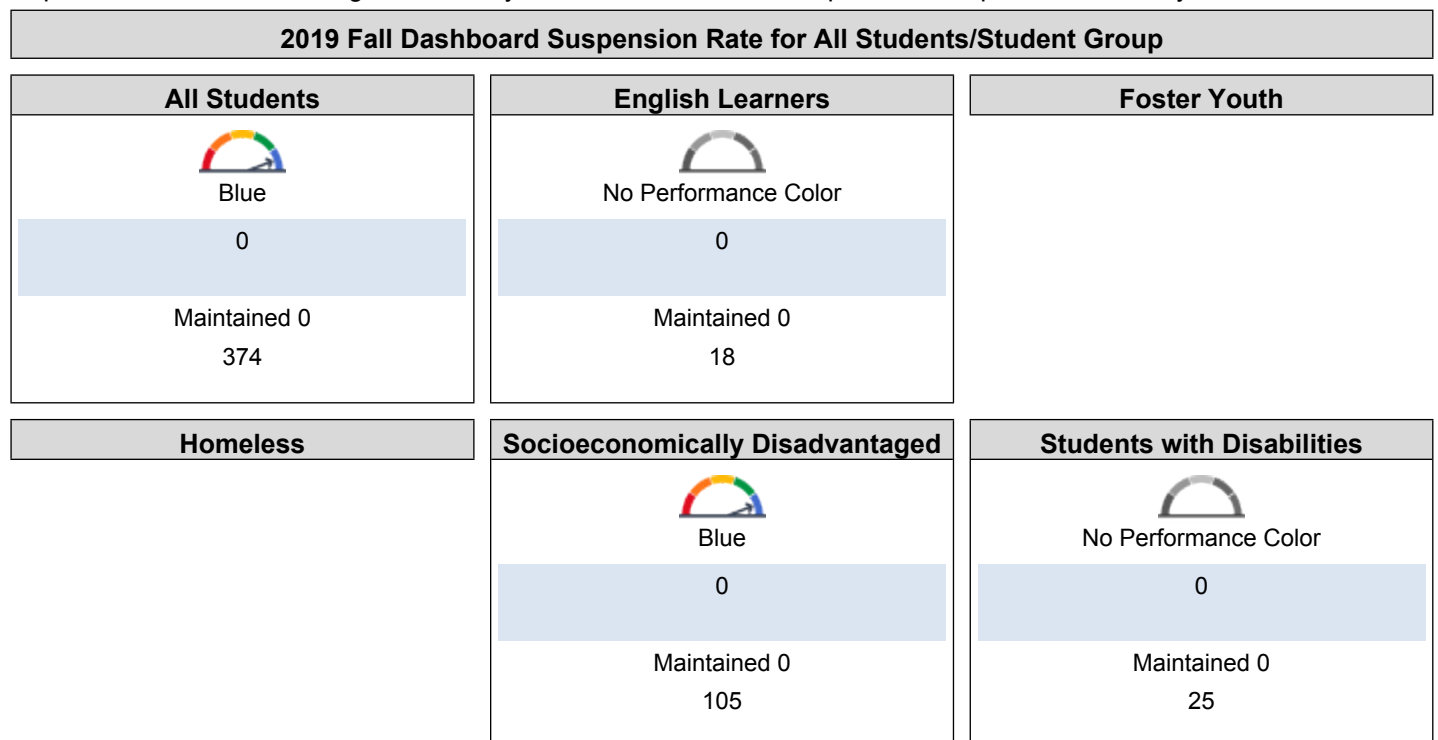 2019 Fall Dashboard Suspension Rate for All Students/Student Group
All Students
Blue
0
Maintained 0
374
English Learners
No Performance Color
0
Maintained 0
18
Foster Youth
Homeless
Socioeconomically Disadvantaged
Blue
0
Maintained 0
105
Students with Disabilities
No Performance Color
0
Maintained 0
25